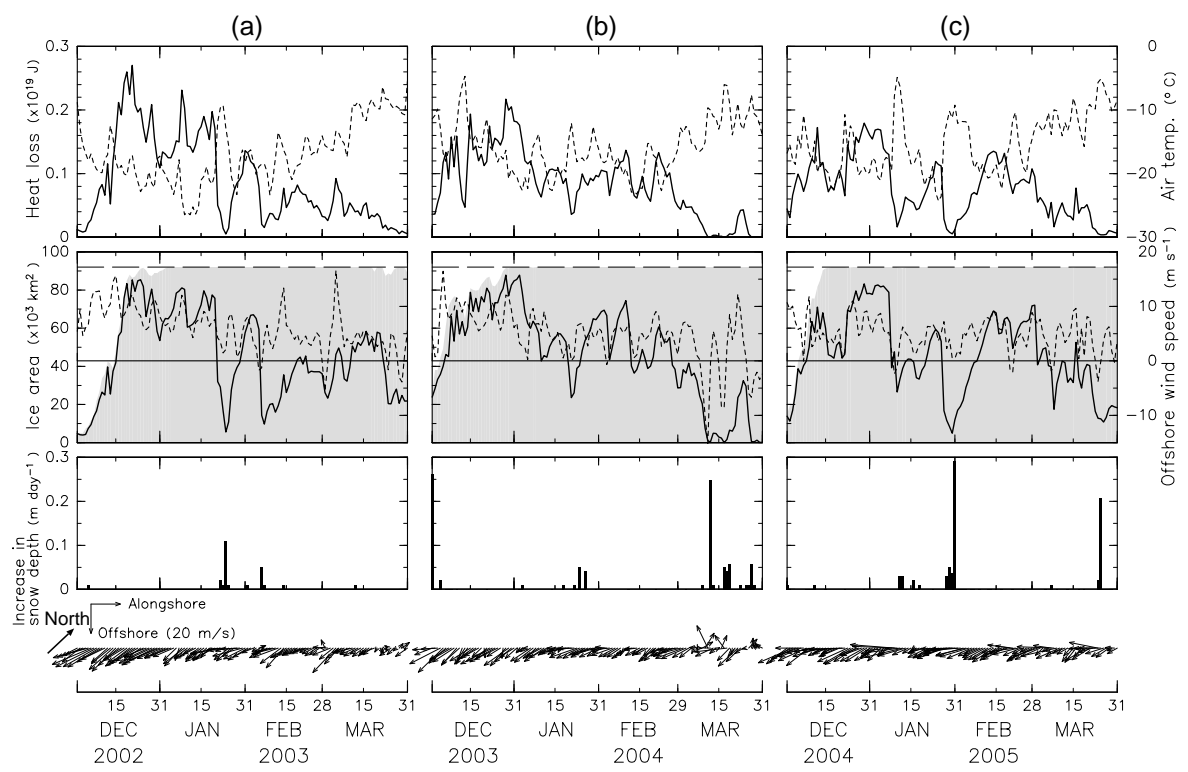 (a) (b) (c)
Heat loss (x10¹⁹ J)
0.3
0.2
0.1
0
0
−10
−20
−30
Air temp. (° C)
Ice area (x10³ km²)
100
80
60
40
20
0
20
10
0
−10
Offshore wind speed (m s⁻¹)
Increase in
snow depth (m day⁻¹)
0.3
0.2
0.1
0
North
Alongshore
Offshore (20 m/s)
15 31 15 31 15 28 15 31
DEC JAN FEB MAR
2002 2003
15 31 15 31 15 29 15 31
DEC JAN FEB MAR
2003 2004
15 31 15 31 15 28 15 31
DEC JAN FEB MAR
2004 2005